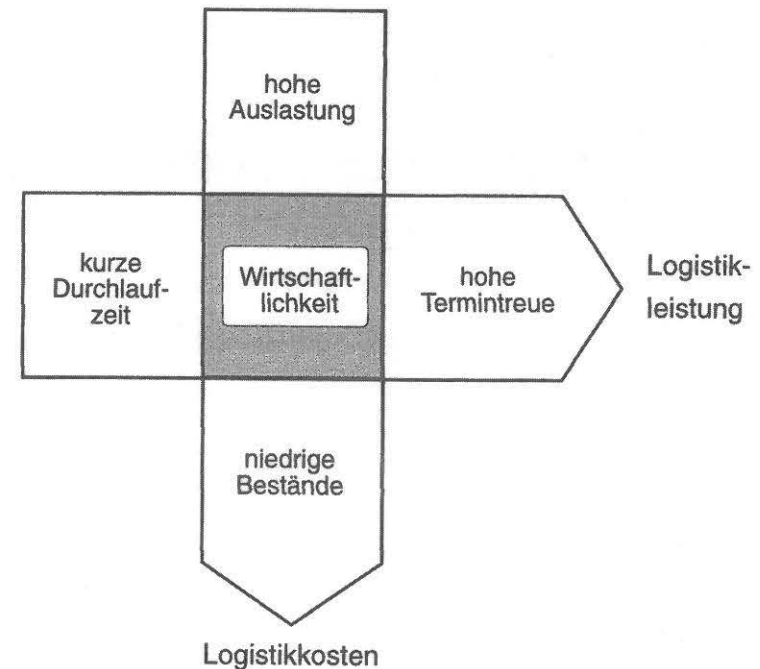 hohe
Auslastung
kurze
Durchlauf-
zeit
Wirtschaft-
lichkeit
hohe
Termintreue
Logistik-
leistung
niedrige
Bestände
Logistikkosten